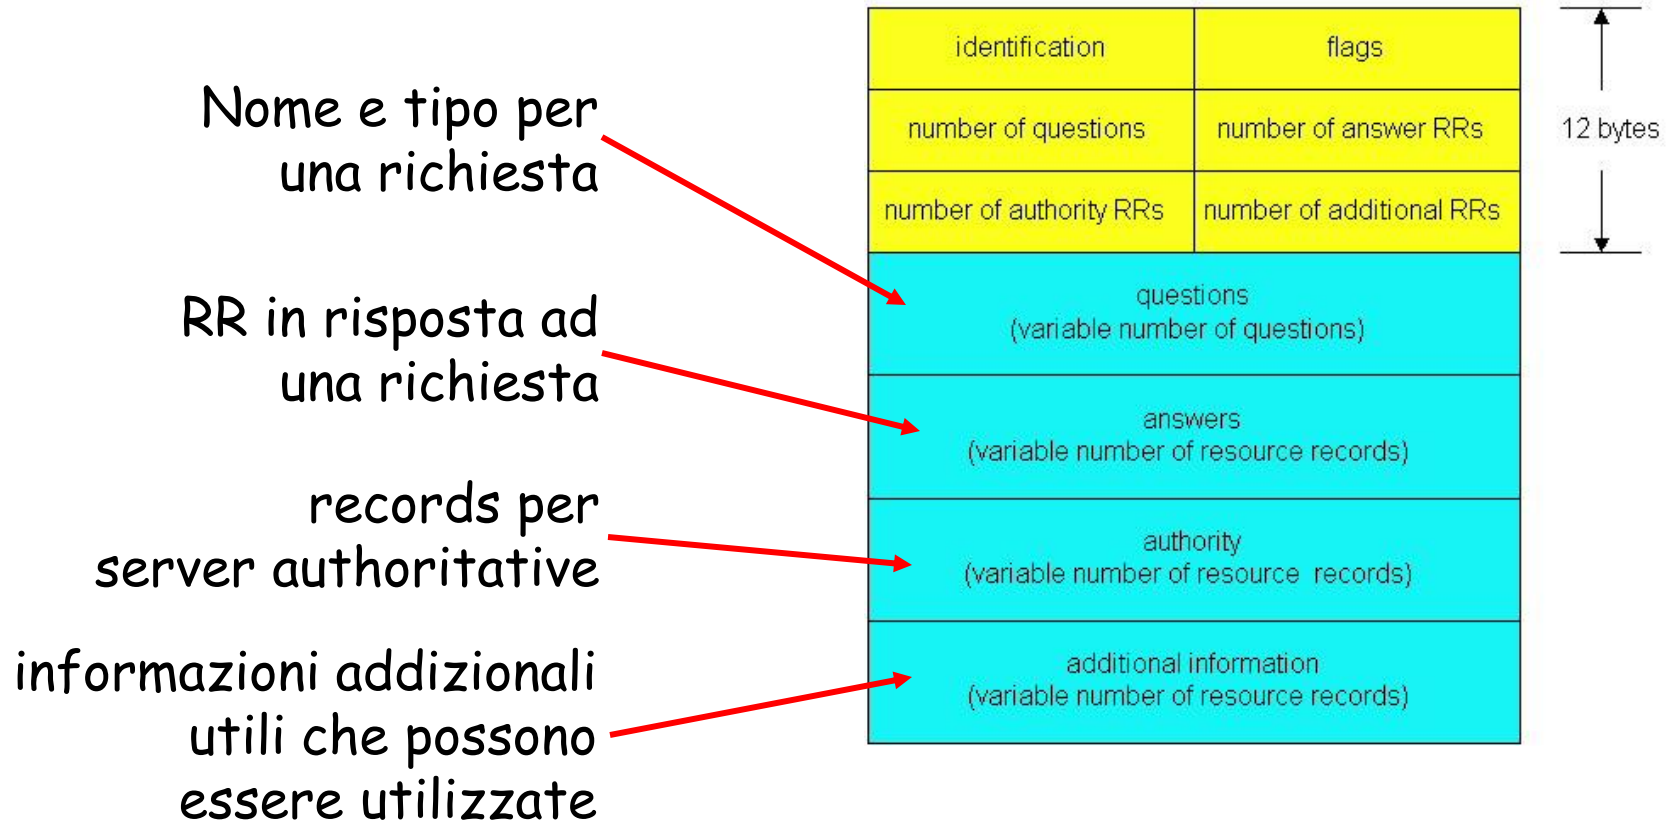 Nome e tipo per
una richiesta
RR in risposta ad
una richiesta
records per
server authoritative
informazioni addizionali
utili che possono
essere utilizzate
identification
flags
number of questions
number of answer RRs
number of authority RRs
number of additional RRs
questions
(variable number of questions)
answers
(variable number of resource records)
authority
(variable number of resource records)
additional information
(variable number of resource records)
12 bytes